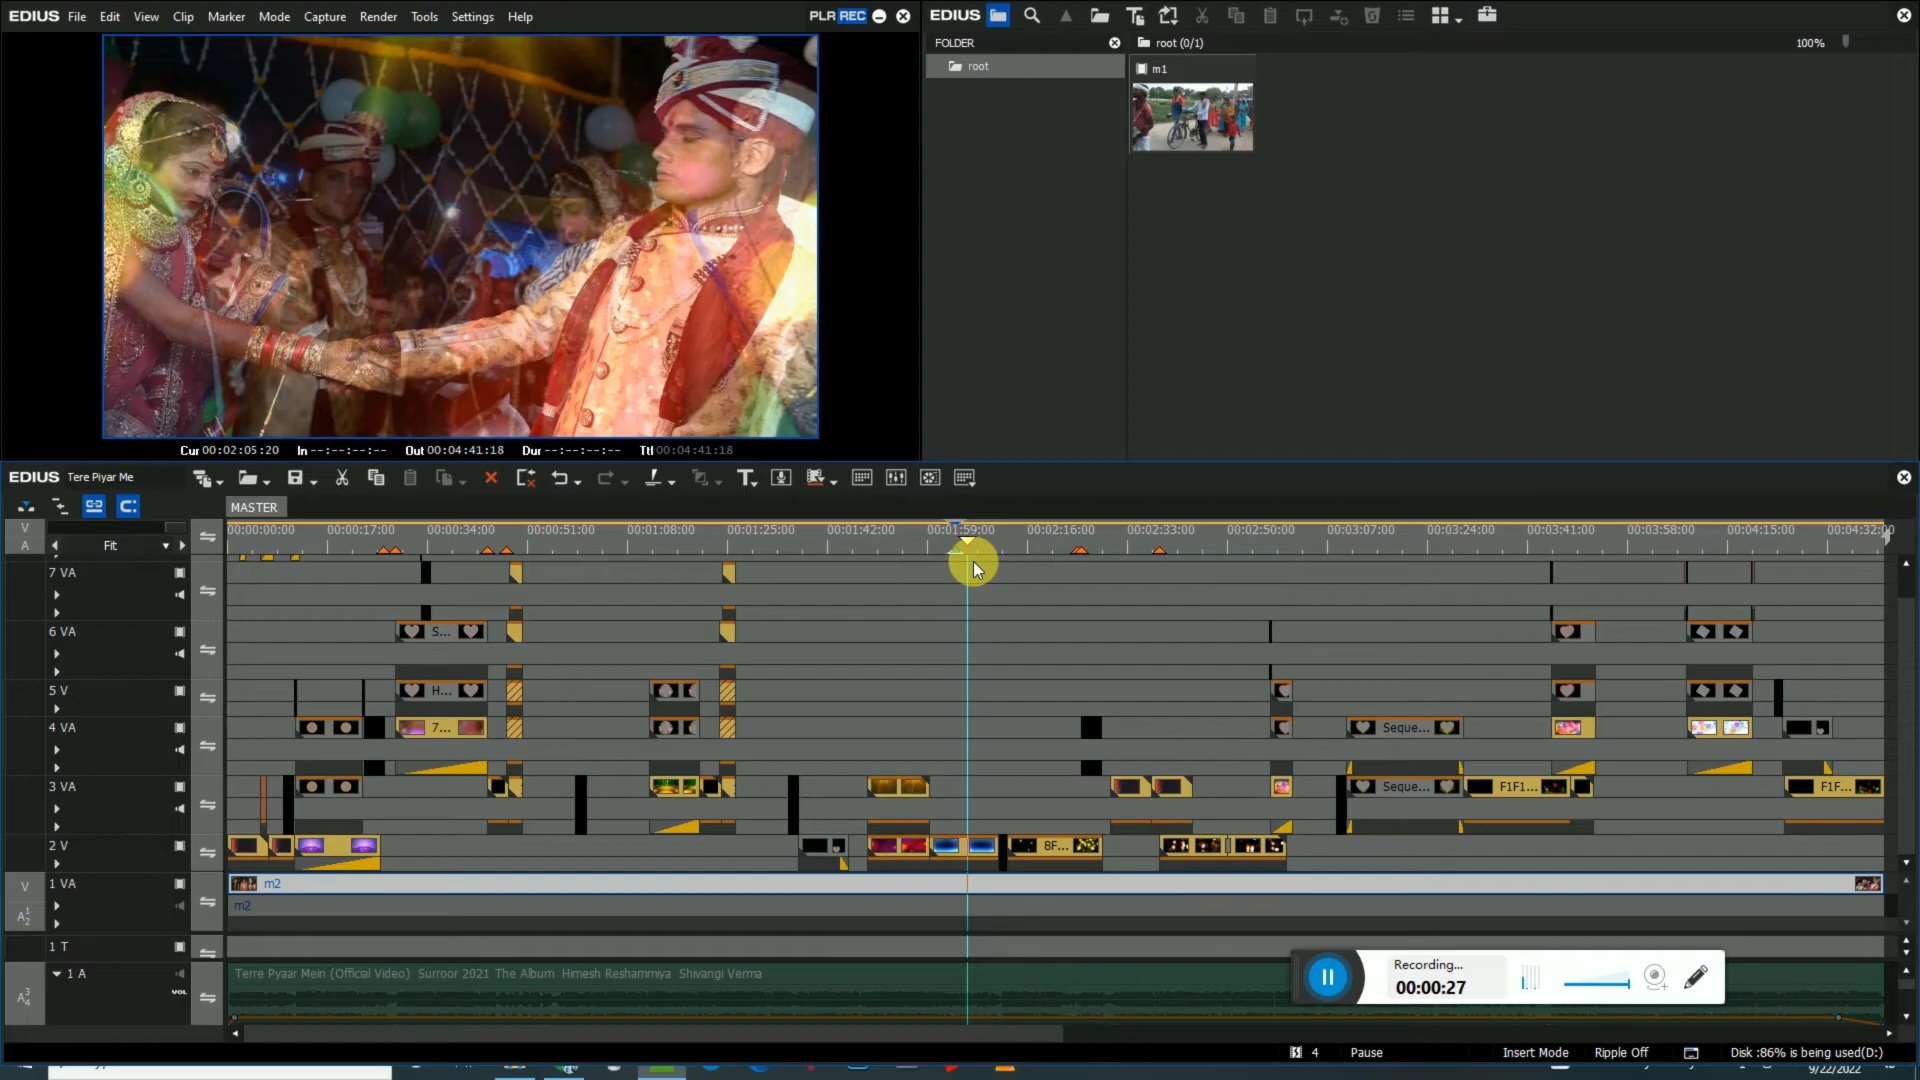 EDIUS File Edit View Clip Marker Mode Capture Render Tools Settings Help PLR REC
EDIUS
FOLDER
root (0/1)
100%
root
m1
Cur 00:02:05:20 In --:--:--:-- Out 00:04:41:18 Dur --:--:--:-- Ttl 00:04:41:18
EDIUS Tere Piyar Me
MASTER
V
A
Fit
00:00:00:00 00:00:17:00 00:00:34:00 00:00:51:00 00:01:08:00 00:01:25:00 00:01:42:00 00:01:59:00 00:02:16:00 00:02:33:00 00:02:50:00 00:03:07:00 00:03:24:00 00:03:41:00 00:03:58:00 00:04:15:00 00:04:32:00
7 VA
6 VA
S...
5 V
H...
4 VA
7...
Seque...
3 VA
Seque...
F1F1...
F1F...
2 V
8F...
V
1 VA
m2
A1 2
m2
1 T
1 A
Terre Pyaar Mein (Official Video) Surroor 2021 The Album Himesh Reshammiya Shivangi Verma
A3 4
VOL
Recording...
00:00:27
4 Pause Insert Mode Ripple Off Disk :86% is being used(D:)
9/22/2022